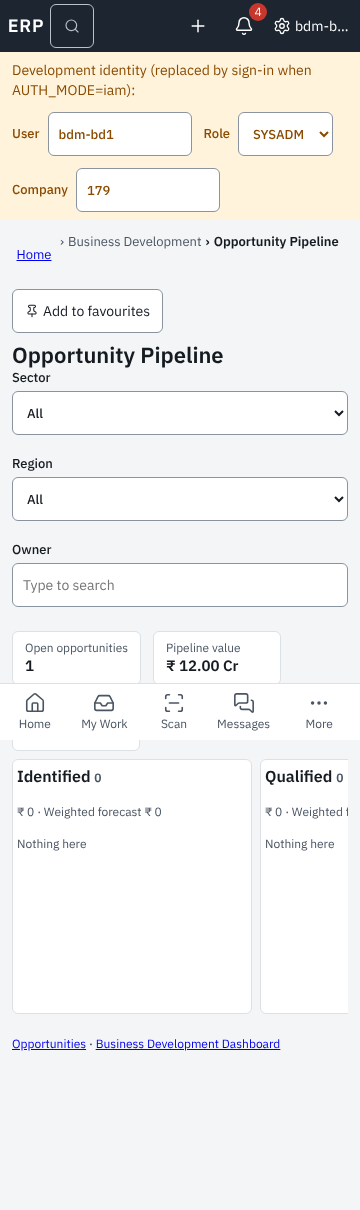 ERP
4
bdm-b...
Development identity (replaced by sign-in when
AUTH_MODE=iam):
User bdm-bd1 Role SYSADM
Company 179
Home › Business Development › Opportunity Pipeline
Add to favourites
Opportunity Pipeline
Sector
All
Region
All
Owner
Type to search
Open opportunities Pipeline value
1 ₹ 12.00 Cr
Home My Work Scan Messages More
Identified 0 Qualified 0
₹ 0 · Weighted forecast ₹ 0 ₹ 0 · Weighted
Nothing here Nothing here
Opportunities · Business Development Dashboard